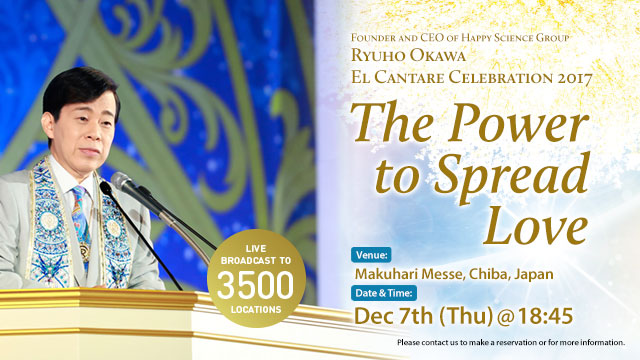 FOUNDER AND CEO OF HAPPY SCIENCE GROUP
RYUHO OKAWA
EL CANTARE CELEBRATION 2017
The Power
to Spread
Love
LIVE
BROADCAST TO
3500
LOCATIONS
Venue:
Makuhari Messe, Chiba, Japan
Date & Time:
Dec 7th (Thu) @ 18:45
Please contact us to make a reservation or for more information.